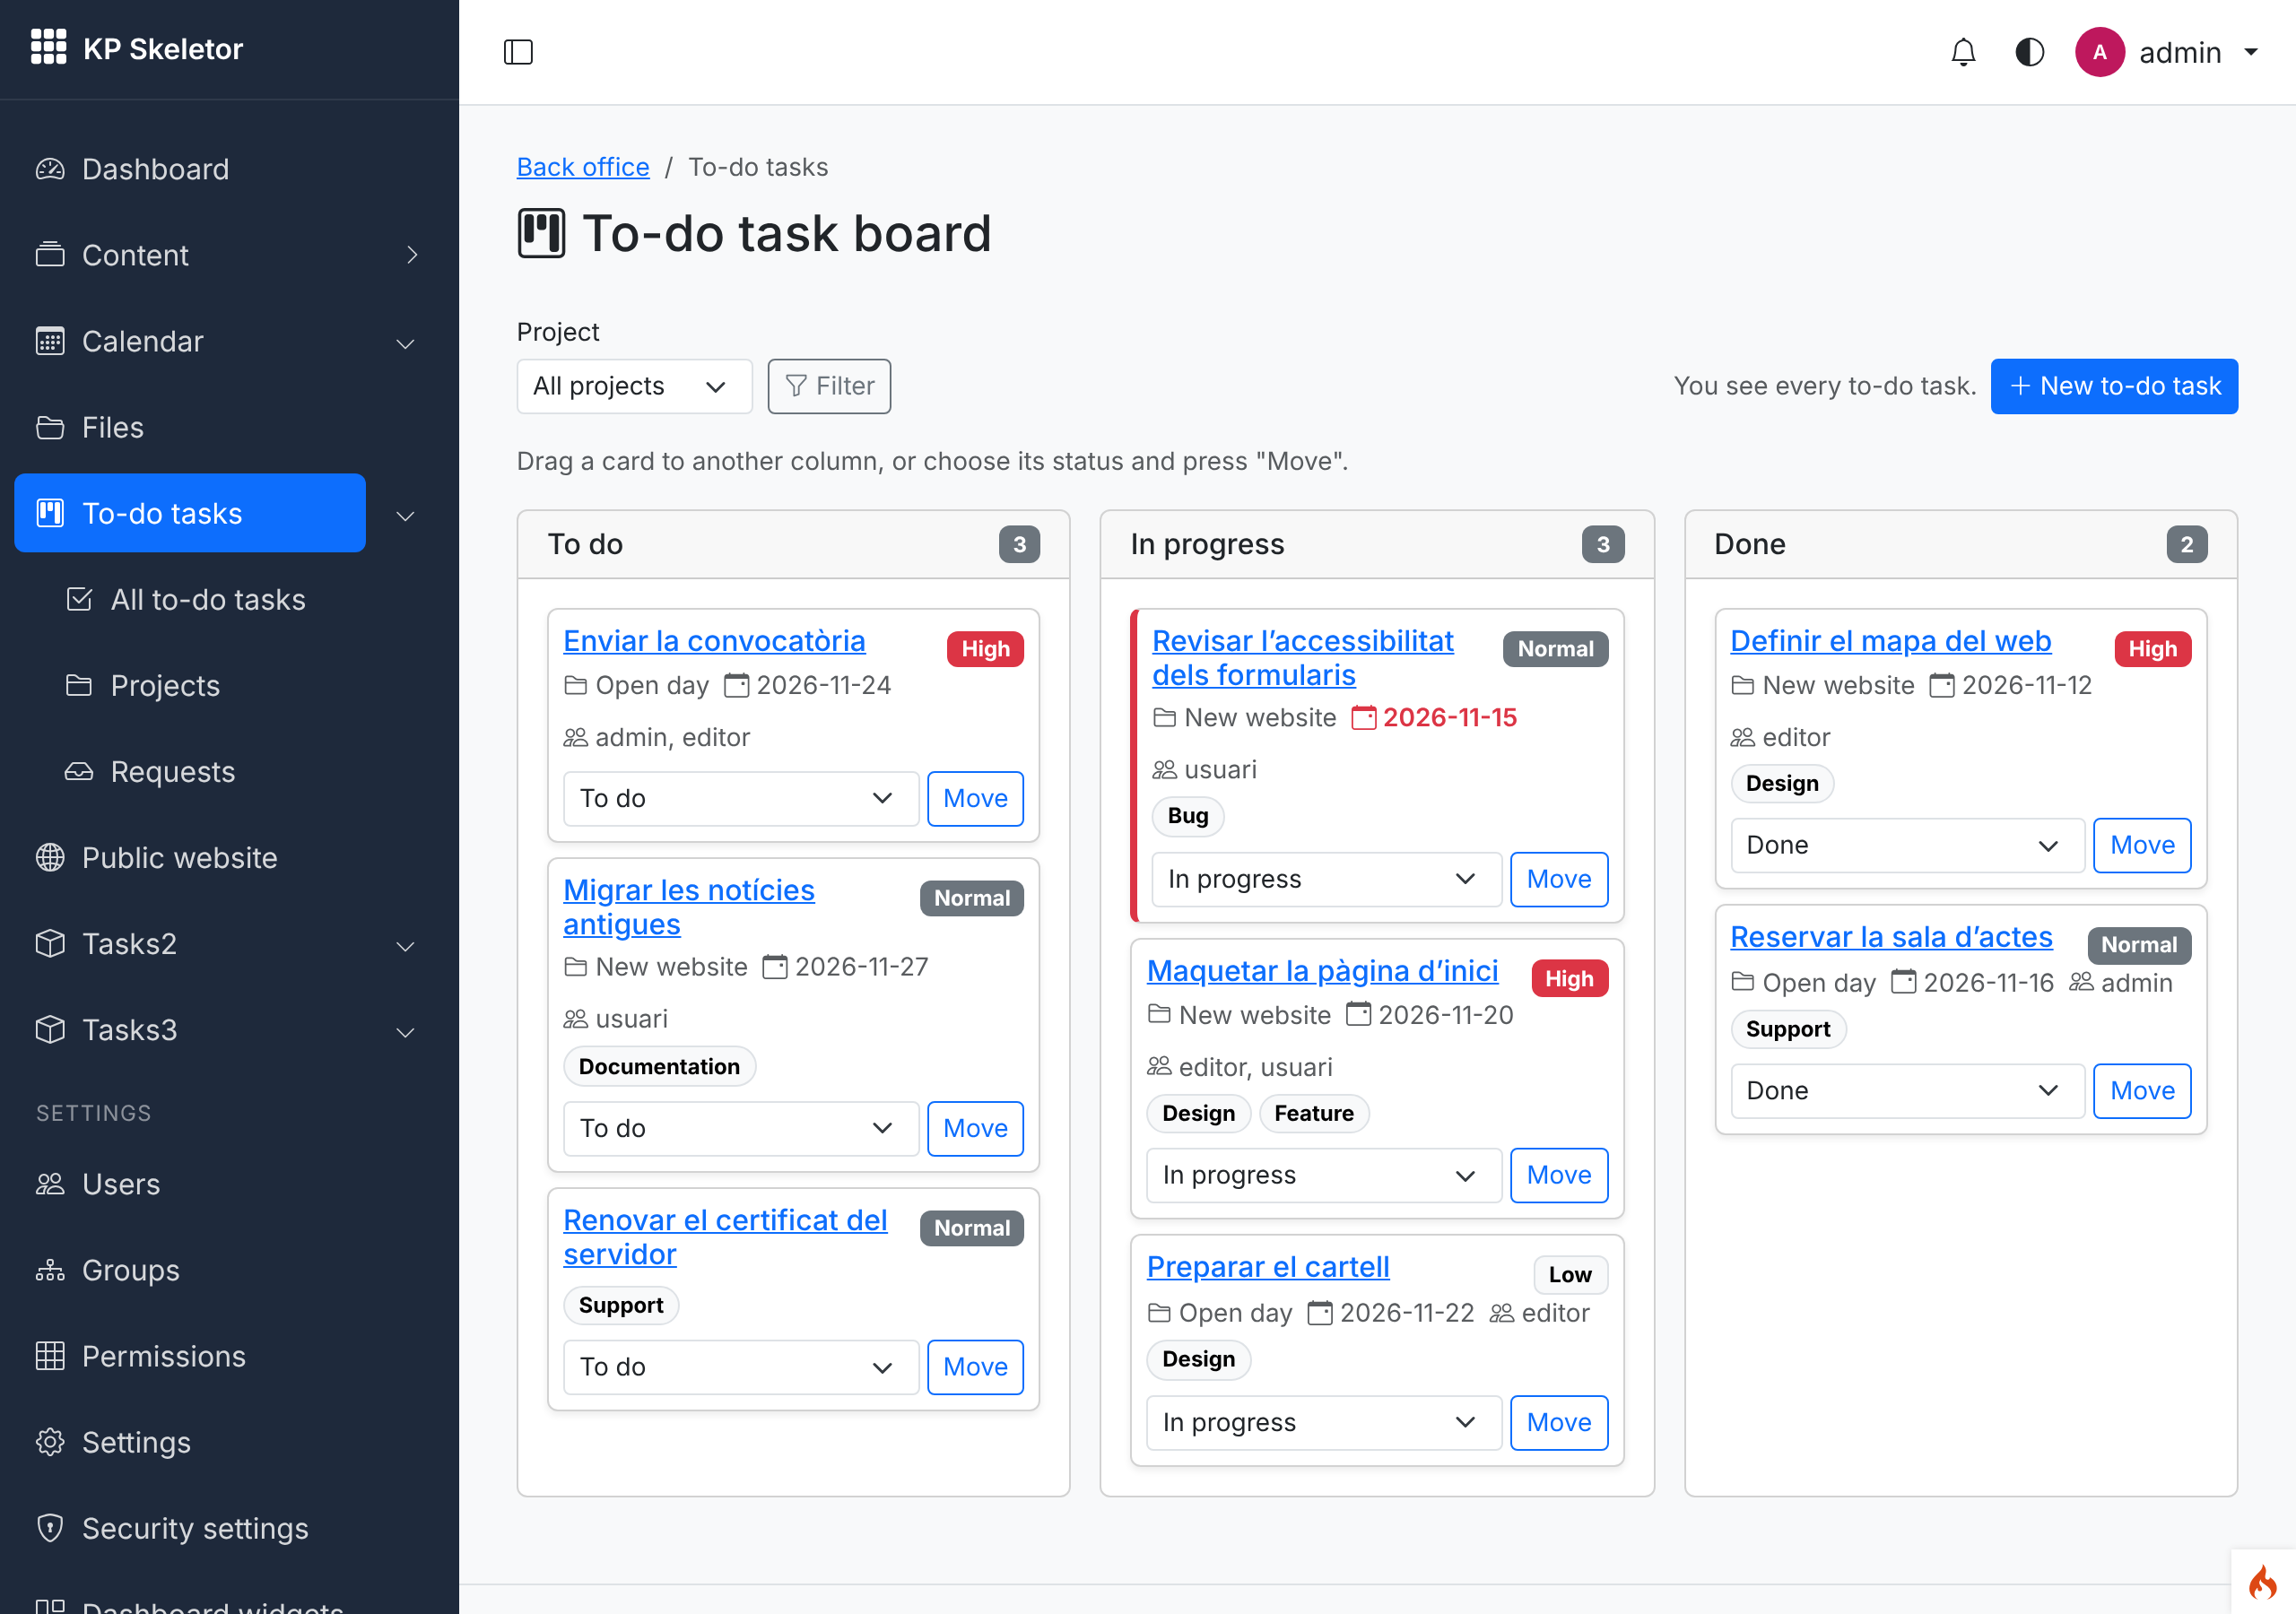 KP Skeletor
A
admin
Dashboard
Content
Calendar
Files
To-do tasks
All to-do tasks
Projects
Requests
Public website
Tasks2
Tasks3
SETTINGS
Users
Groups
Permissions
Settings
Security settings
Dashboard widgets
Back office / To-do tasks
To-do task board
Project
All projects
Filter
You see every to-do task.
+ New to-do task
Drag a card to another column, or choose its status and press "Move".
To do 3
Enviar la convocatòria
High
Open day 2026-11-24
admin, editor
To do
Move
Migrar les notícies
antigues
Normal
New website 2026-11-27
usuari
Documentation
To do
Move
Renovar el certificat del
servidor
Normal
Support
To do
Move
In progress 3
Revisar l’accessibilitat
dels formularis
Normal
New website 2026-11-15
usuari
Bug
In progress
Move
Maquetar la pàgina d’inici
High
New website 2026-11-20
editor, usuari
Design Feature
In progress
Move
Preparar el cartell
Low
Open day 2026-11-22 editor
Design
In progress
Move
Done 2
Definir el mapa del web
High
New website 2026-11-12
editor
Design
Done
Move
Reservar la sala d’actes
Normal
Open day 2026-11-16 admin
Support
Done
Move